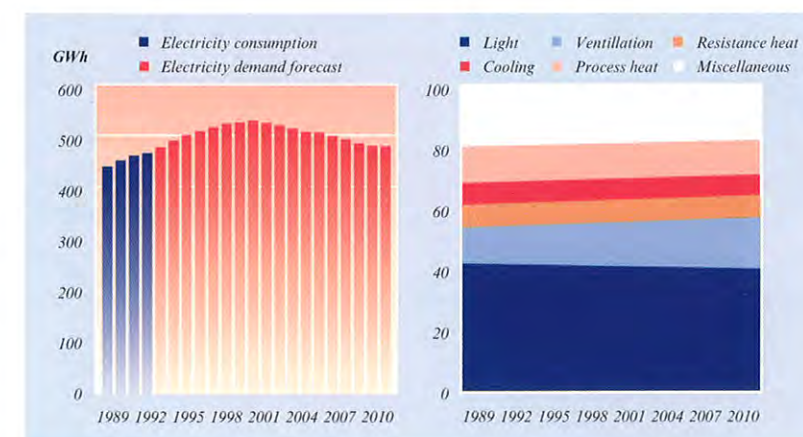 GWh
Electricity consumption
Electricity demand forecast
600
500
400
300
200
100
0
1989 1992 1995 1998 2001 2004 2007 2010
Light Ventillation Resistance heat
Cooling Process heat Miscellaneous
100
80
60
40
20
0
1989 1992 1995 1998 2001 2004 2007 2010